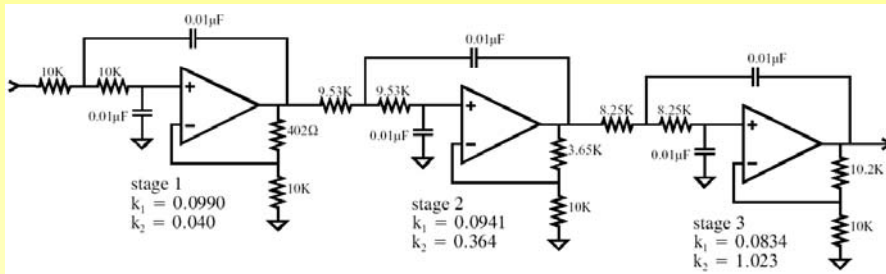 0.01µF
10K
10K
0.01µF
402Ω
10K
stage 1
k₁ = 0.0990
k₂ = 0.040
0.01µF
9.53K
9.53K
0.01µF
3.65K
10K
stage 2
k₁ = 0.0941
k₂ = 0.364
0.01µF
8.25K
8.25K
0.01µF
10.2K
10K
stage 3
k₁ = 0.0834
k₂ = 1.023